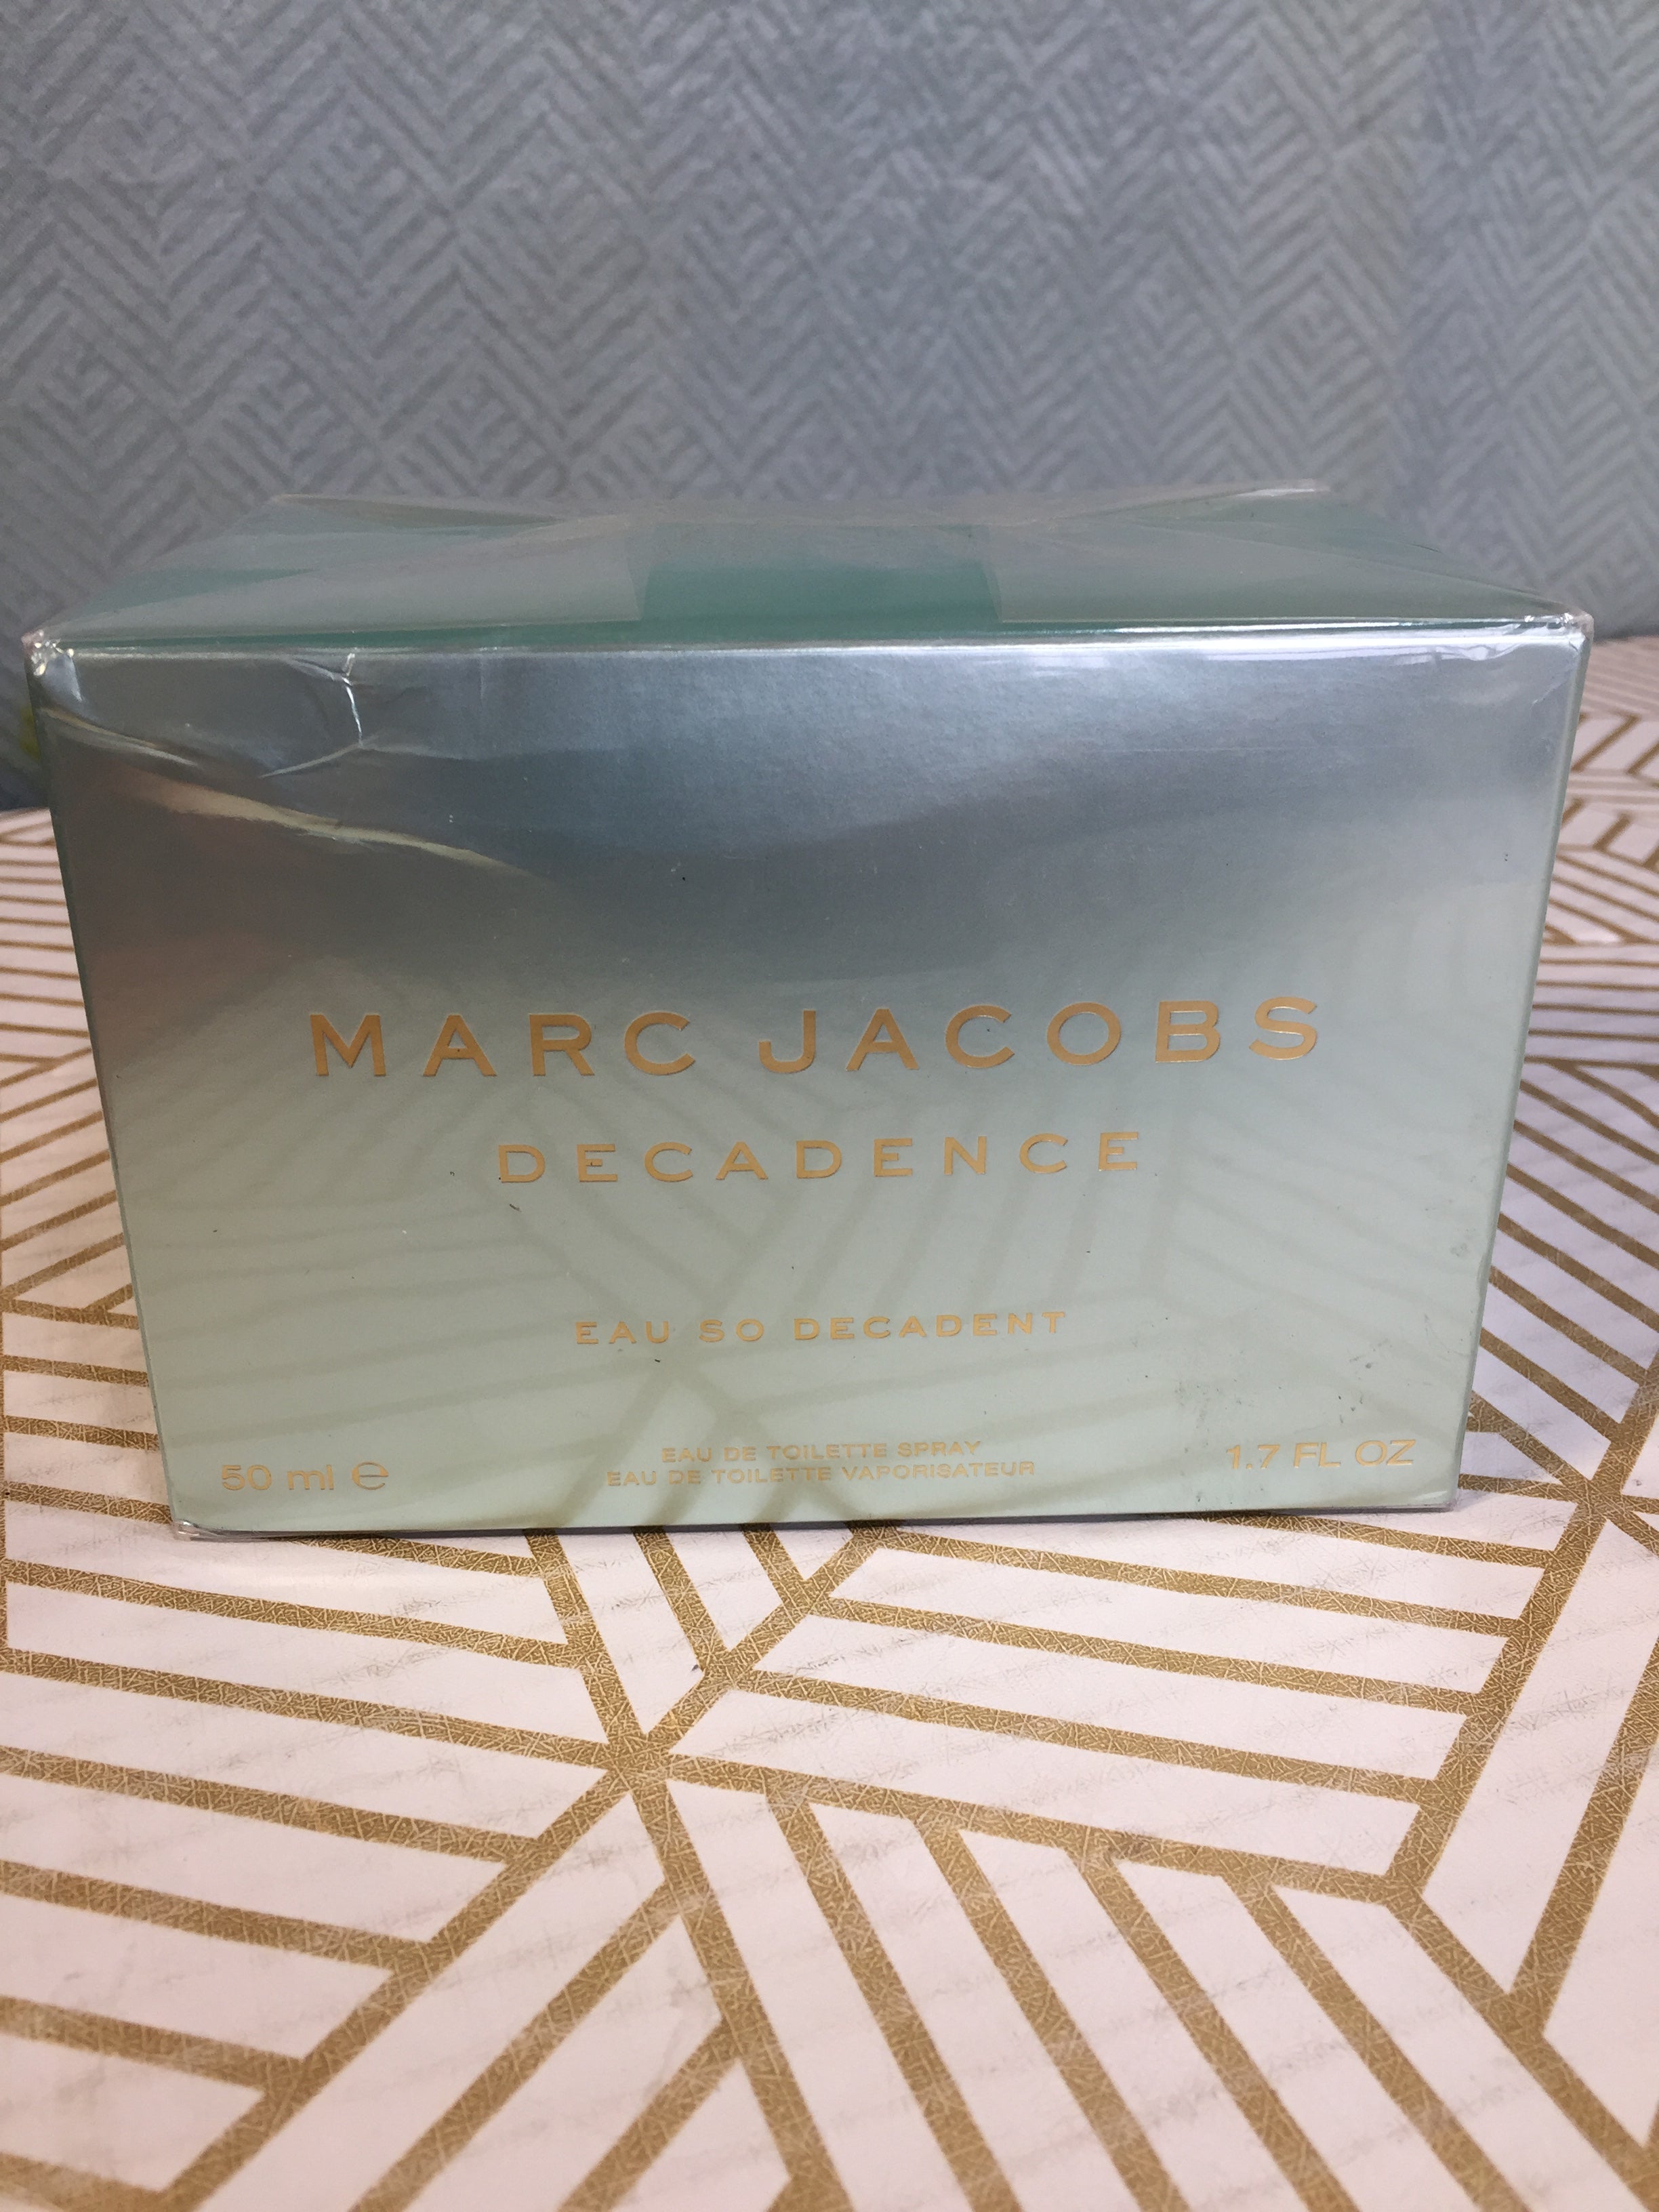 MARC JACOBS
DECADENCE
EAU SO DECADENT
EAU DE TOILETTE SPRAY
EAU DE TOILETTE VAPORISATEUR
50 ml ℮
1.7 FL OZ